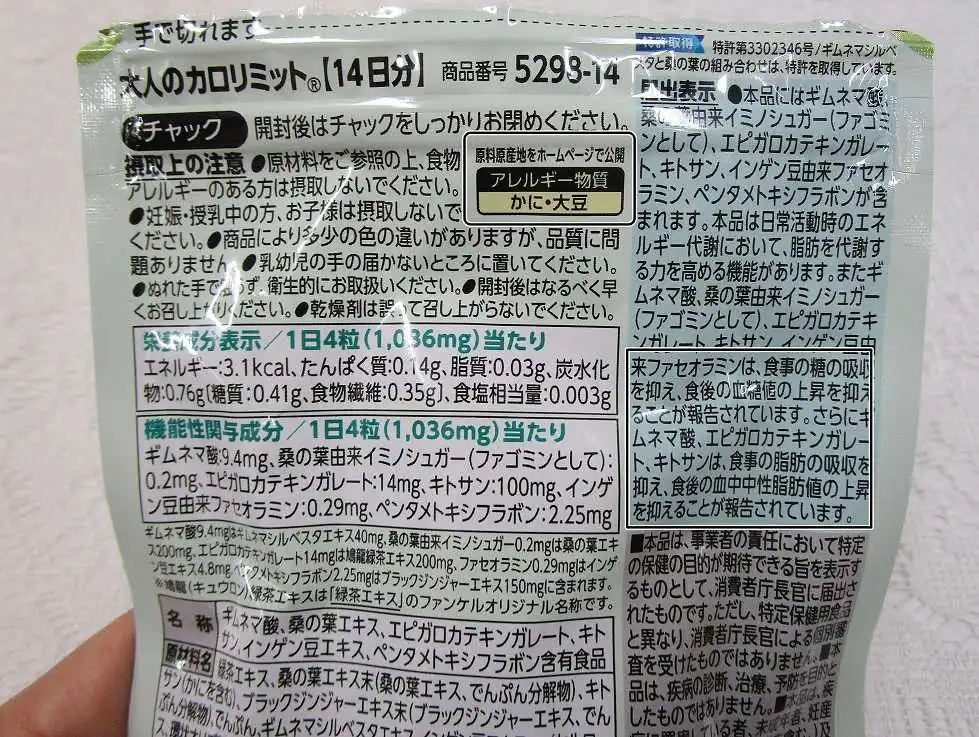 手で切れます
大人のカロリミット®【14日分】 商品番号 5298-14
チャック 開封後はチャックをしっかりお閉めください。
摂取上の注意 ●原材料をご参照の上、食物
アレルギーのある方は摂取しないでください。
●妊娠・授乳中の方、お子様は摂取しないで
ください。●商品により多少の色の違いがありますが、品質に問
題ありません。●乳幼児の手の届かないところに置いてください。
●ぬれた手で触らず、衛生的にお取扱いください。●開封後はなるべく早
くお召し上がりください。●乾燥剤は誤って召し上がらないでください。
原料原産地をホームページで公開
アレルギー物質
かに・大豆
栄養成分表示/1日4粒(1,036mg)当たり
エネルギー:3.1kcal、たんぱく質:0.14g、脂質:0.03g、炭水化
物:0.76g(糖質:0.41g、食物繊維:0.35g)、食塩相当量:0.003g
機能性関与成分/1日4粒(1,036mg)当たり
ギムネマ酸:9.4mg、桑の葉由来イミノシュガー(ファゴミンとして):
0.2mg、エピガロカテキンガレート:14mg、キトサン:100mg、インゲ
ン豆由来ファセオラミン:0.29mg、ペンタメトキシフラボン:2.25mg
ギムネマ酸9.4mgはギムネマシルベスタエキス40mg、桑の葉由来イミノシュガー0.2mgは桑の葉エキ
ス200mg、エピガロカテキンガレート14mgは鳩龍緑茶エキス200mg、ファセオラミン0.29mgはインゲ
ン豆エキス4.8mg、ペンタメトキシフラボン2.25mgはブラックジンジャーエキス150mgに含まれます。
※鳩龍(キュウロン)緑茶エキスは「緑茶エキス」のファンケルオリジナル名称です。
名称 ギムネマ酸、桑の葉エキス、エピガロカテキンガレート、キト
サン、インゲン豆エキス、ペンタメトキシフラボン含有食品
原材料名 緑茶エキス、桑の葉エキス末(桑の葉エキス、でんぷん分解物)、キト
サン(かにを含む)、ブラックジンジャーエキス末(ブラックジンジャーエキス、でん
ぷん分解物)、でんぷん、ギムネマシルベスタエキス
特許取得 特許第3302346号/ギムネマシルベ
スタと桑の葉の組み合わせは、特許を取得しています。
届出表示 ●本品にはギムネマ酸、
桑の葉由来イミノシュガー(ファゴミ
ンとして)、エピガロカテキンガレー
ト、キトサン、インゲン豆由来ファセオ
ラミン、ペンタメトキシフラボンが含
まれます。本品は日常活動時のエネ
ルギー代謝において、脂肪を代謝す
る力を高める機能があります。またギ
ムネマ酸、桑の葉由来イミノシュガー
(ファゴミンとして)、エピガロカテキ
ンガレート、キトサン、インゲン豆由
来ファセオラミンは、食事の糖の吸収
を抑え、食後の血糖値の上昇を抑え
ることが報告されています。さらにギ
ムネマ酸、エピガロカテキンガレー
ト、キトサンは、食事の脂肪の吸収を
抑え、食後の血中中性脂肪値の上昇
を抑えることが報告されています。
■本品は、事業者の責任において特定
の保健の目的が期待できる旨を表示す
るものとして、消費者庁長官に届出さ
れたものです。ただし、特定保健用食品
と異なり、消費者庁長官による個別審
査を受けたものではありません。■本
品は、疾病の診断、治療、予防を目的と
したものではありません。■本品は、疾
病に罹患している者、未成年者、妊産